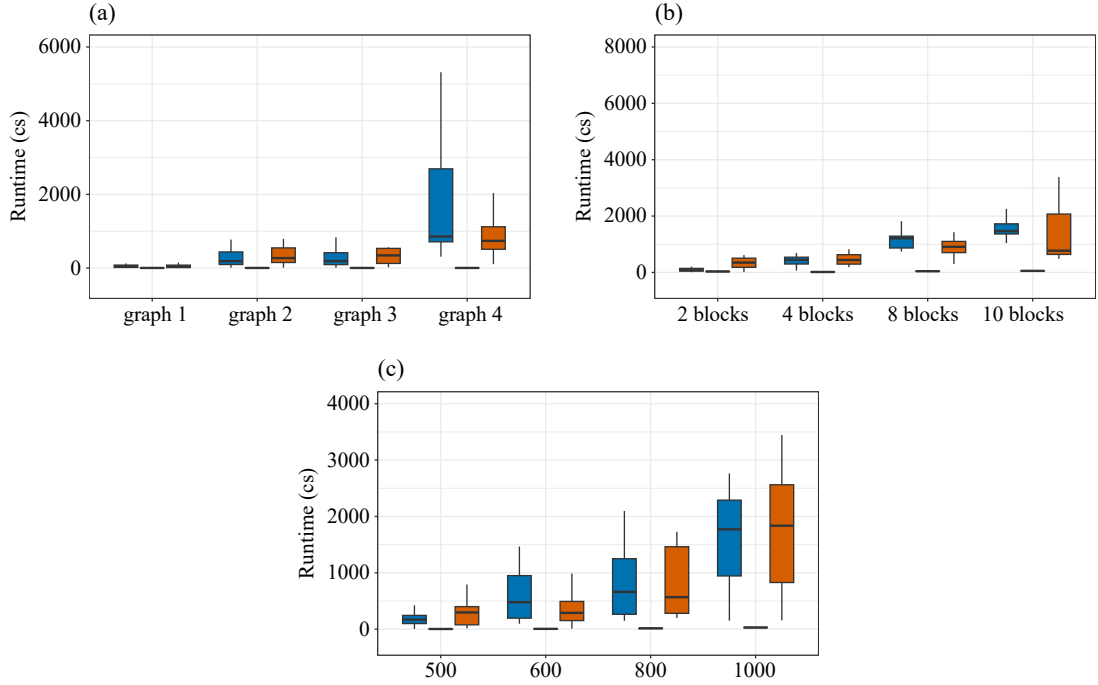 (a)
6000
4000
2000
0
Runtime (cs)
graph 1 graph 2 graph 3 graph 4
(b)
8000
6000
4000
2000
0
Runtime (cs)
2 blocks 4 blocks 8 blocks 10 blocks
(c)
4000
3000
2000
1000
0
Runtime (cs)
500 600 800 1000